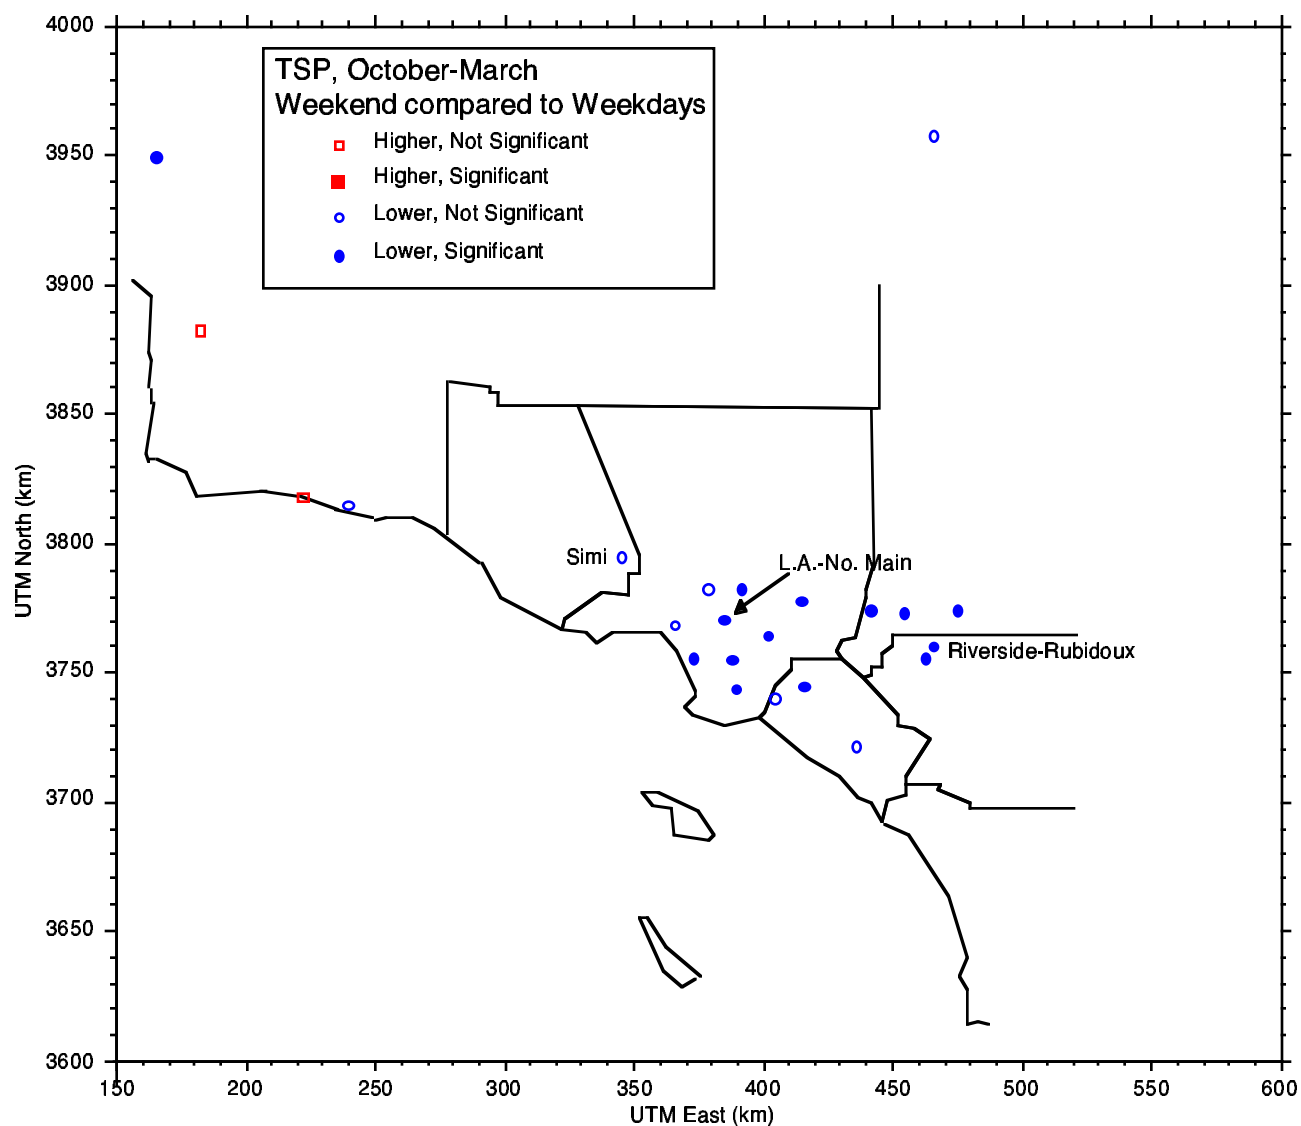 TSP, October-March
Weekend compared to Weekdays
Higher, Not Significant
Higher, Significant
Lower, Not Significant
Lower, Significant
4000
3950
3900
3850
3800
3750
3700
3650
3600
UTM North (km)
Simi
L.A.-No. Main
Riverside-Rubidoux
150 200 250 300 350 400 450 500 550 600
UTM East (km)